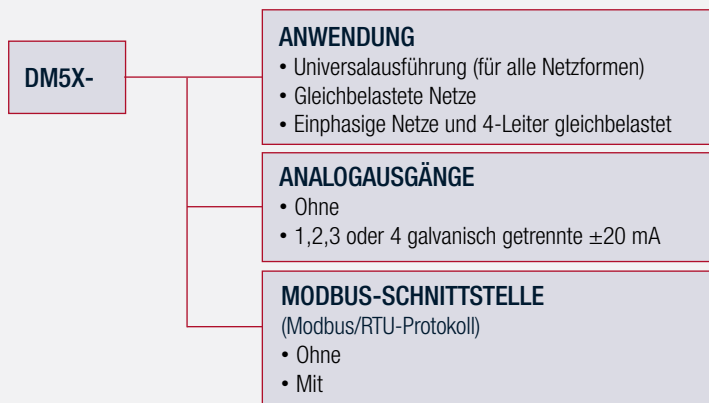 DM5X-
ANWENDUNG
• Universalausführung (für alle Netzformen)
• Gleichbelastete Netze
• Einphasige Netze und 4-Leiter gleichbelastet
ANALOGAUSGÄNGE
• Ohne
• 1,2,3 oder 4 galvanisch getrennte ±20 mA
MODBUS-SCHNITTSTELLE
(Modbus/RTU-Protokoll)
• Ohne
• Mit